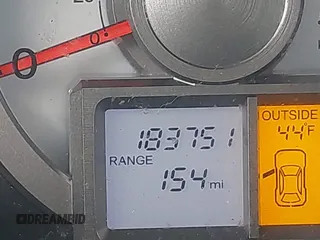 0
0
183751
OUTSIDE
44°F
RANGE
154 mi
DREAMBID